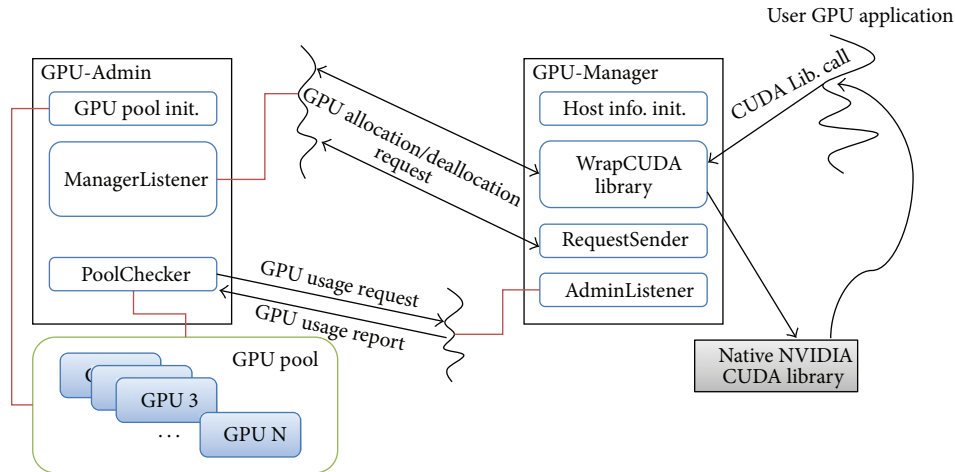 User GPU application
GPU-Admin
GPU pool init.
ManagerListener
PoolChecker
GPU allocation/deallocation
request
GPU usage request
GPU usage report
GPU-Manager
Host info. init.
WrapCUDA
library
RequestSender
AdminListener
CUDA Lib. call
Native NVIDIA
CUDA library
GPU pool
GPU 3
...
GPU N